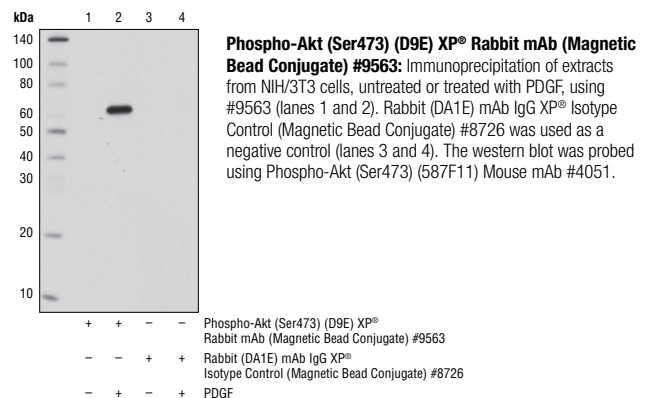 kDa 1 2 3 4
140
100
80
60
50
40
30
20
10
Phospho-Akt (Ser473) (D9E) XP® Rabbit mAb (Magnetic
Bead Conjugate) #9563: Immunoprecipitation of extracts
from NIH/3T3 cells, untreated or treated with PDGF, using
#9563 (lanes 1 and 2). Rabbit (DA1E) mAb IgG XP® Isotype
Control (Magnetic Bead Conjugate) #8726 was used as a
negative control (lanes 3 and 4). The western blot was probed
using Phospho-Akt (Ser473) (587F11) Mouse mAb #4051.
+ + – – Phospho-Akt (Ser473) (D9E) XP®
Rabbit mAb (Magnetic Bead Conjugate) #9563
– – + + Rabbit (DA1E) mAb IgG XP®
Isotype Control (Magnetic Bead Conjugate) #8726
– + – + PDGF